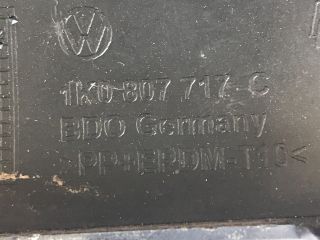 1K0 807 717 C
BDO Germany
>PP+EPDM-T10<